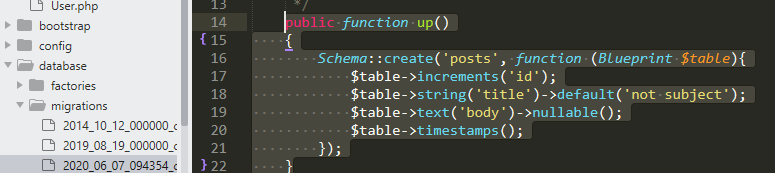 User.php
bootstrap
config
database
factories
migrations
2014_10_12_000000_c
2019_08_19_000000_c
2020_06_07_094354_c
13 */
14 public function up()
15 {
16 Schema::create('posts', function (Blueprint $table){
17 $table->increments('id');
18 $table->string('title')->default('not subject');
19 $table->text('body')->nullable();
20 $table->timestamps();
21 });
22 }